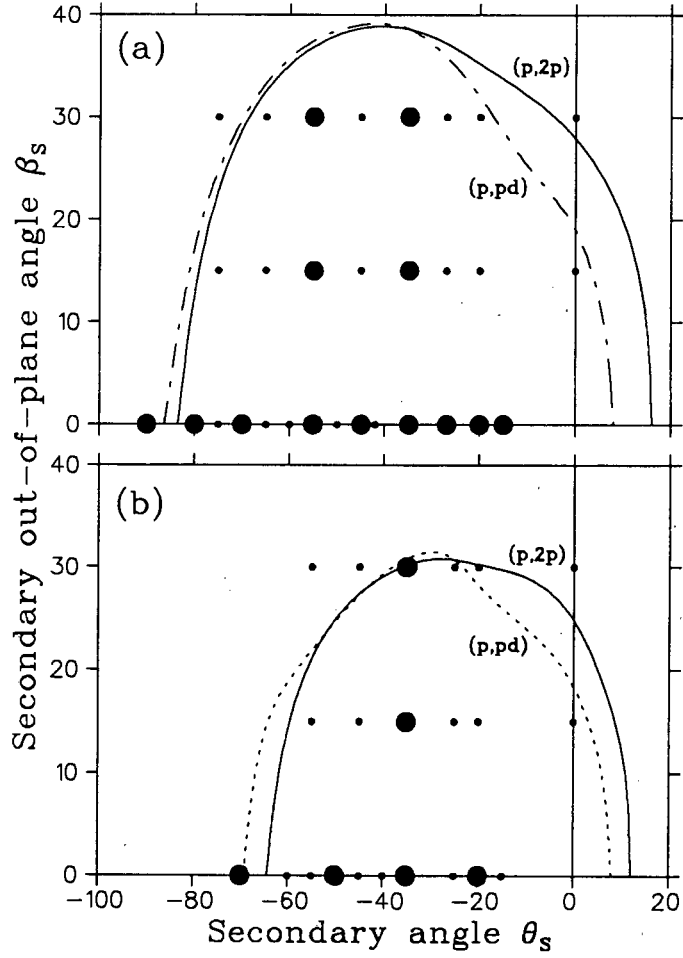 Secondary out-of-plane angle βs
40
30
20
10
0
(a)
(p,2p)
(p,pd)
40
30
20
10
0
(b)
(p,2p)
(p,pd)
-100 -80 -60 -40 -20 0 20
Secondary angle θs